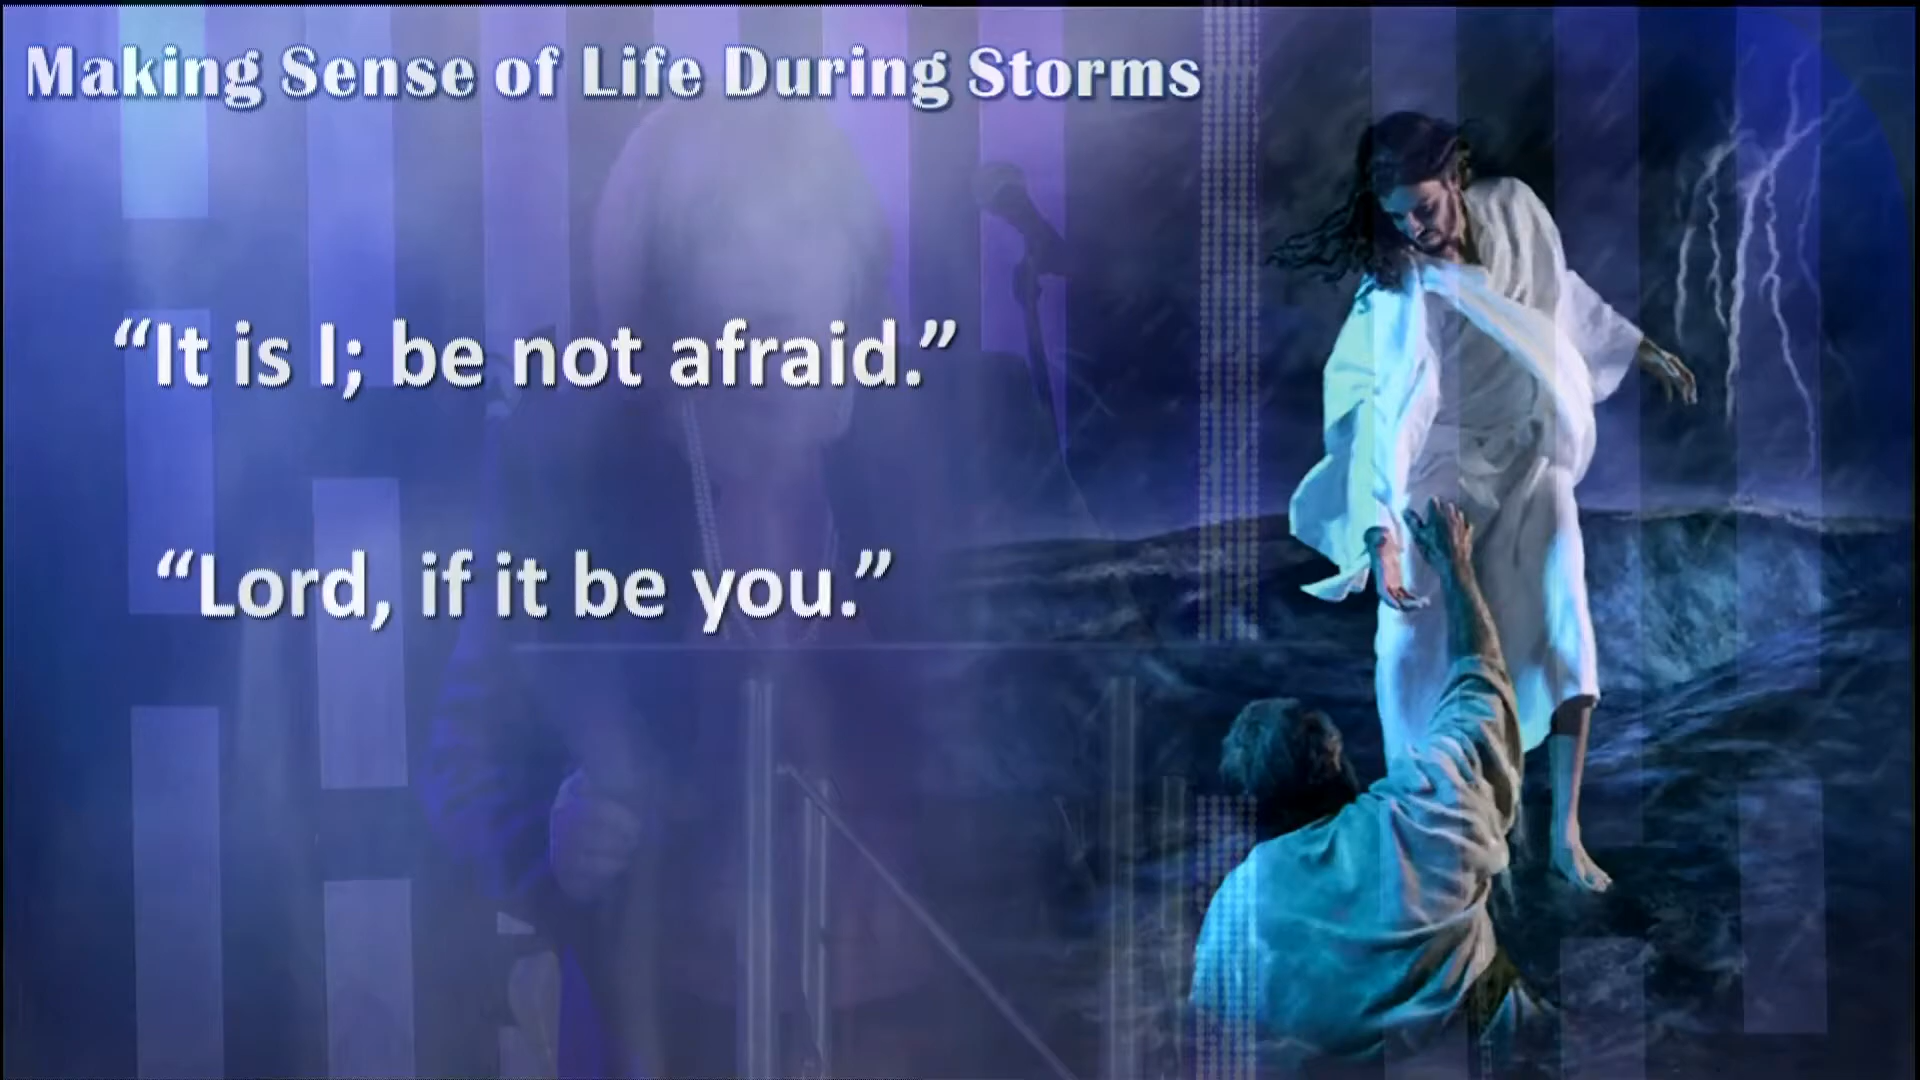 Making Sense of Life During Storms
“It is I; be not afraid.”
“Lord, if it be you.”